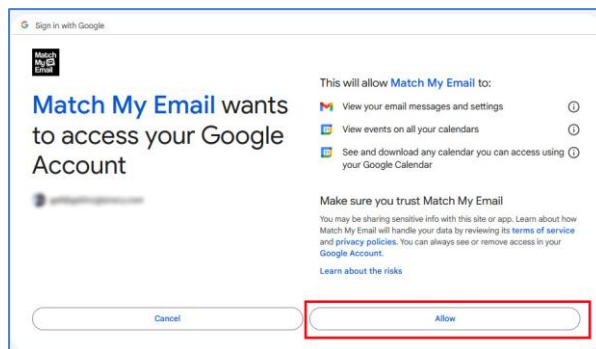 Sign in with Google
Match
My
Email
Match My Email wants
to access your Google
Account
This will allow Match My Email to:
View your email messages and settings
View events on all your calendars
See and download any calendar you can access using
your Google Calendar
Make sure you trust Match My Email
You may be sharing sensitive info with this site or app. Learn about how
Match My Email will handle your data by reviewing its terms of service
and privacy policies. You can always see or remove access in your
Google Account.
Learn about the risks
Cancel
Allow